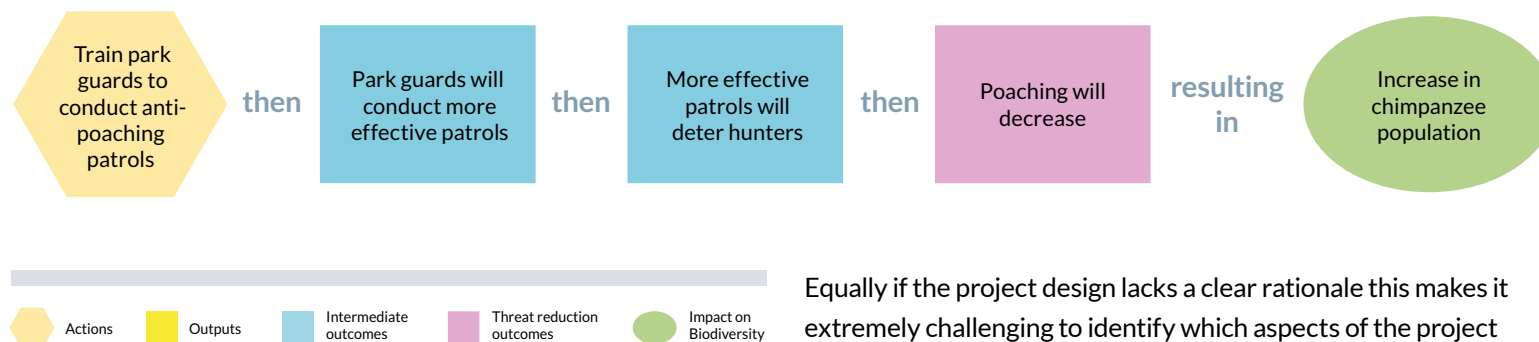 Train park
guards to
conduct anti-
poaching
patrols
then
Park guards will
conduct more
effective patrols
then
More effective
patrols will
deter hunters
then
Poaching will
decrease
resulting
in
Increase in
chimpanzee
population
Actions
Outputs
Intermediate
outcomes
Threat reduction
outcomes
Impact on
Biodiversity
Equally if the project design lacks a clear rationale this makes it
extremely challenging to identify which aspects of the project